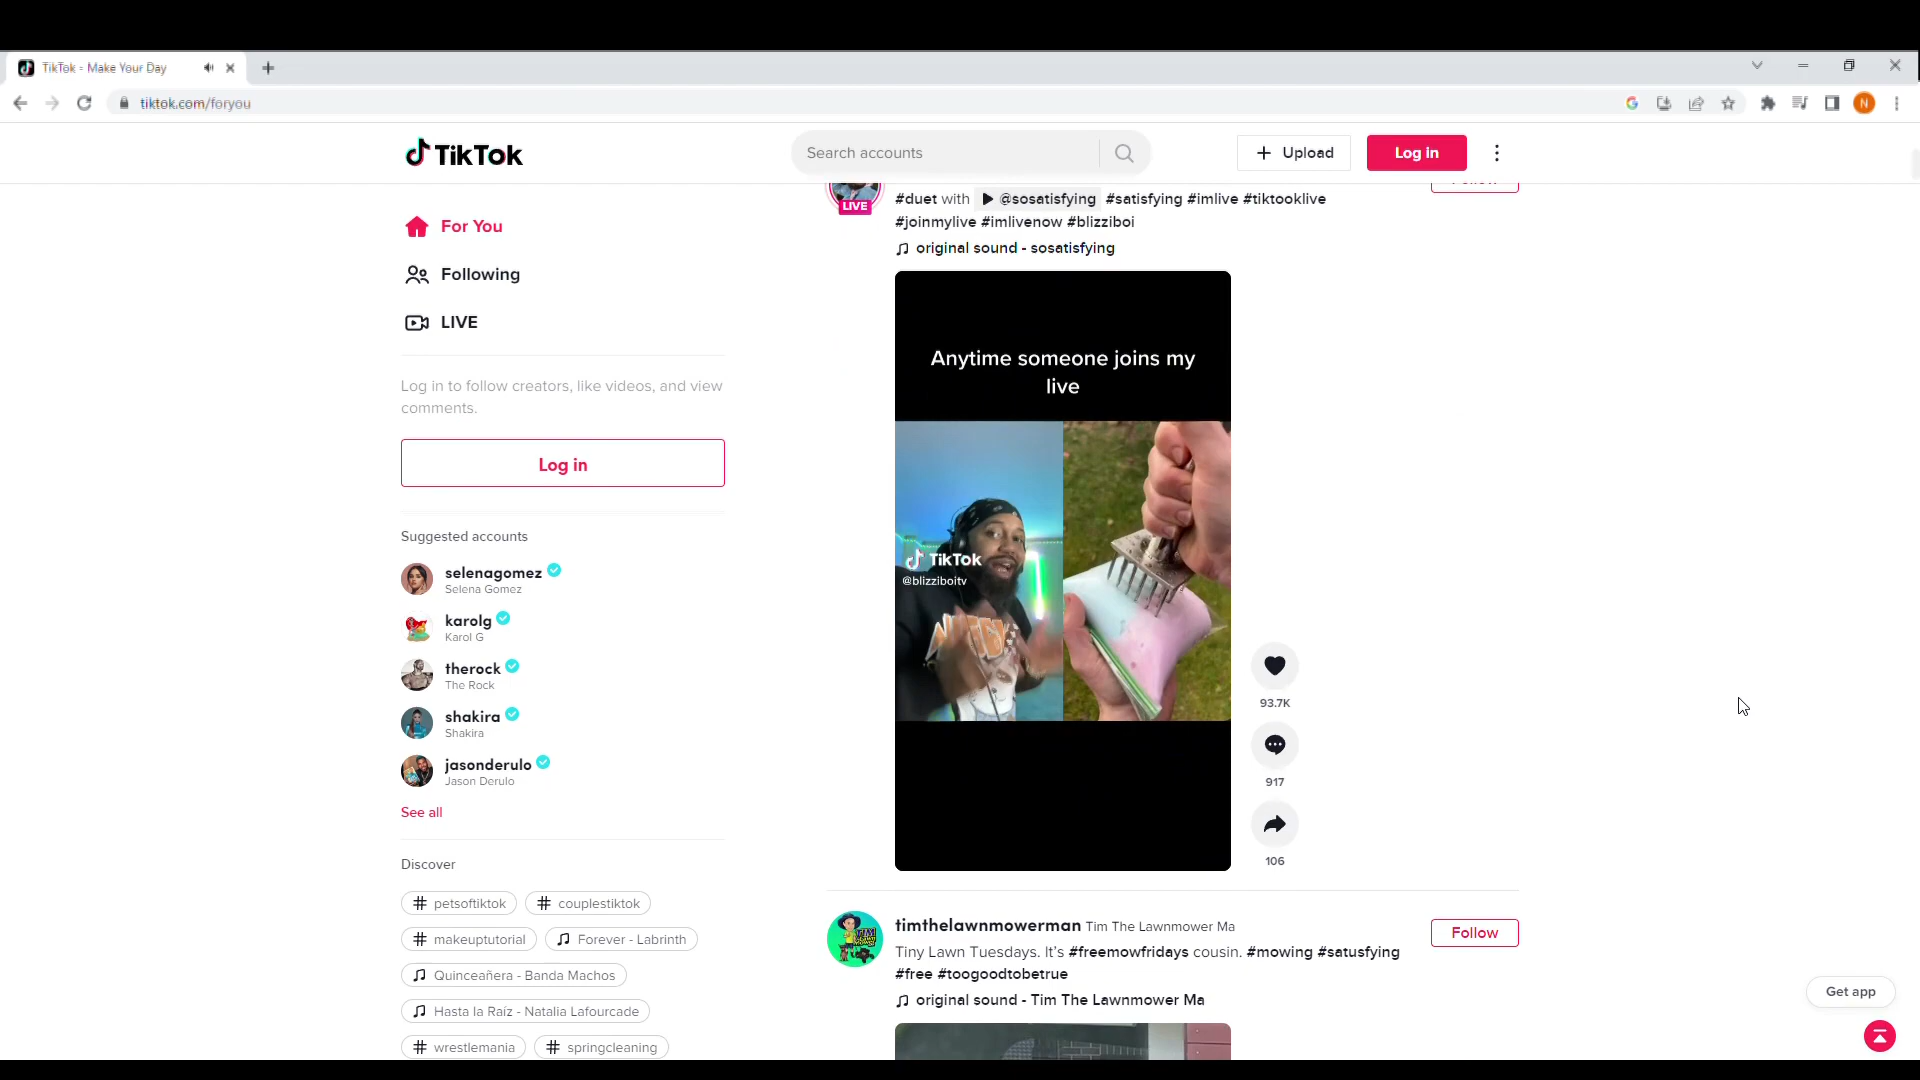 TikTok - Make Your Day
tiktok.com/foryou
N
TikTok
Search accounts
Upload
Log in
For You
Following
LIVE
Log in to follow creators, like videos, and view
comments.
Log in
Suggested accounts
selenagomez
Selena Gomez
karolg
Karol G
therock
The Rock
shakira
Shakira
jasonderulo
Jason Derulo
See all
Discover
# petsoftiktok
# couplestiktok
# makeuptutorial
Forever - Labrinth
Quinceañera - Banda Machos
Hasta la Raíz - Natalia Lafourcade
# wrestlemania
# springcleaning
LIVE
#duet with @sosatisfying #satisfying #imlive #tiktooklive
#joinmylive #imlivenow #blizziboi
original sound - sosatisfying
Anytime someone joins my
live
TikTok
@blizziboitv
93.7K
917
106
timthelawnmowerman Tim The Lawnmower Ma
Follow
Tiny Lawn Tuesdays. It's #freemowfridays cousin. #mowing #satusfying
#free #toogoodtobetrue
original sound - Tim The Lawnmower Ma
Get app